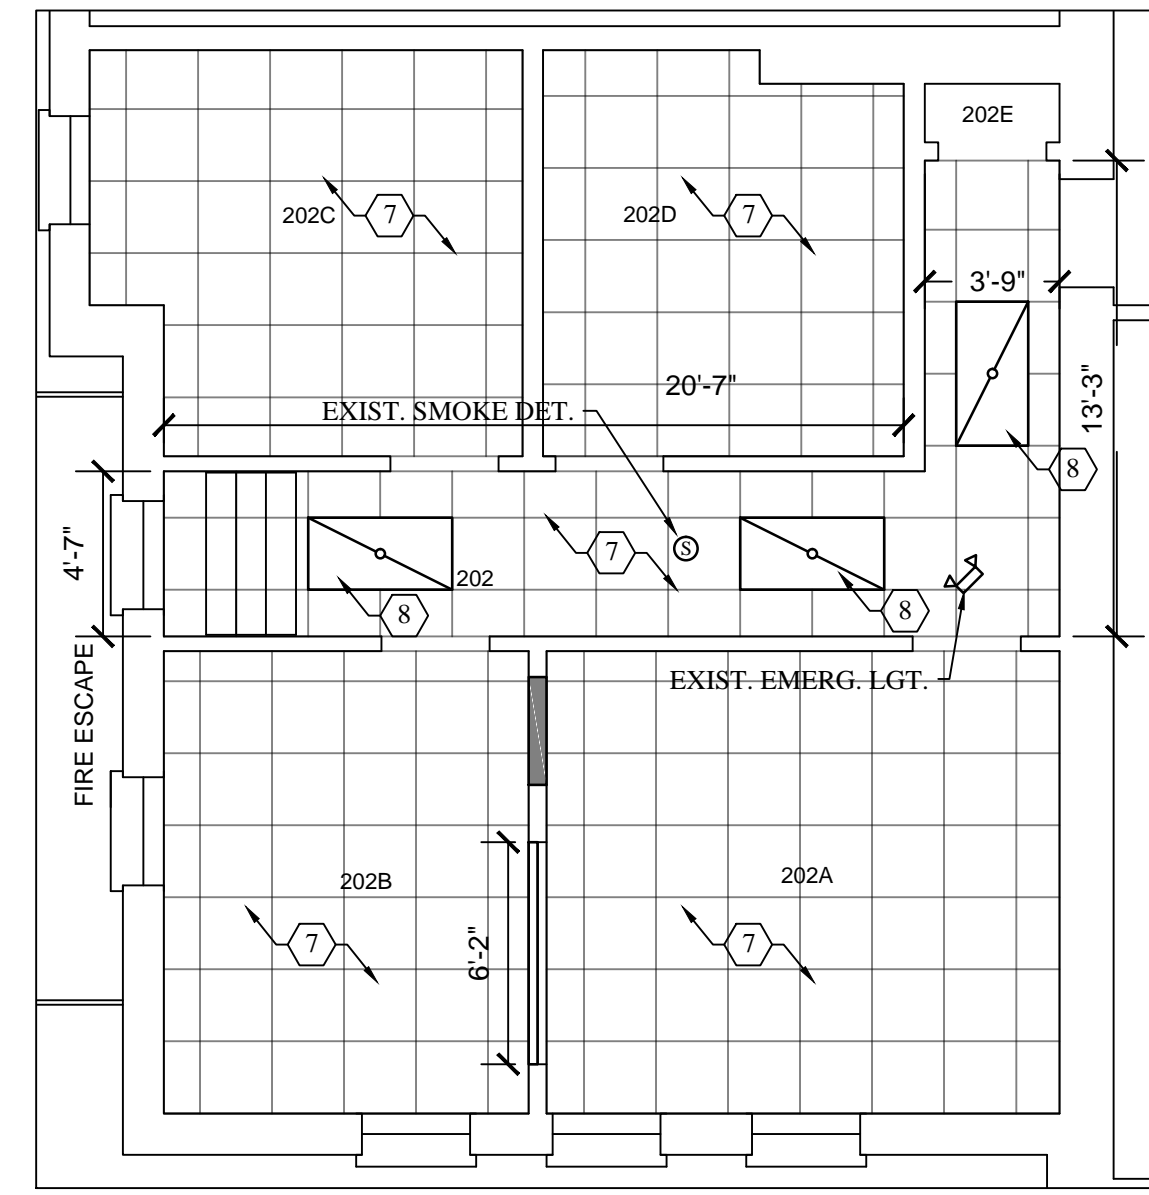 202E
202C
7
202D
7
3'-9"
20'-7"
13'-3"
EXIST. SMOKE DET.
8
4'-7"
7
S
202
8
8
FIRE ESCAPE
EXIST. EMERG. LGT.
202B
202A
7
6'-2"
7